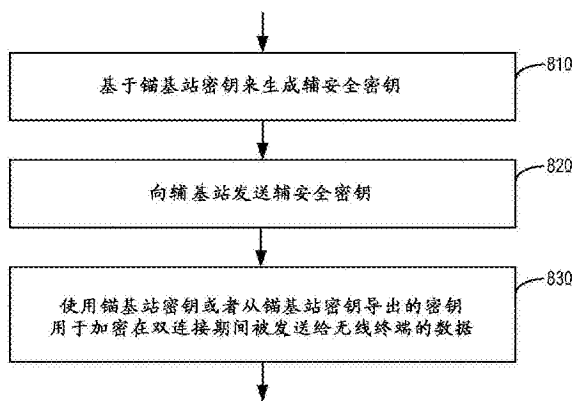 基于锚基站密钥来生成辅安全密钥
810
向辅基站发送辅安全密钥
820
使用锚基站密钥或者从锚基站密钥导出的密钥
用于加密在双连接期间被发送给无线终端的数据
830